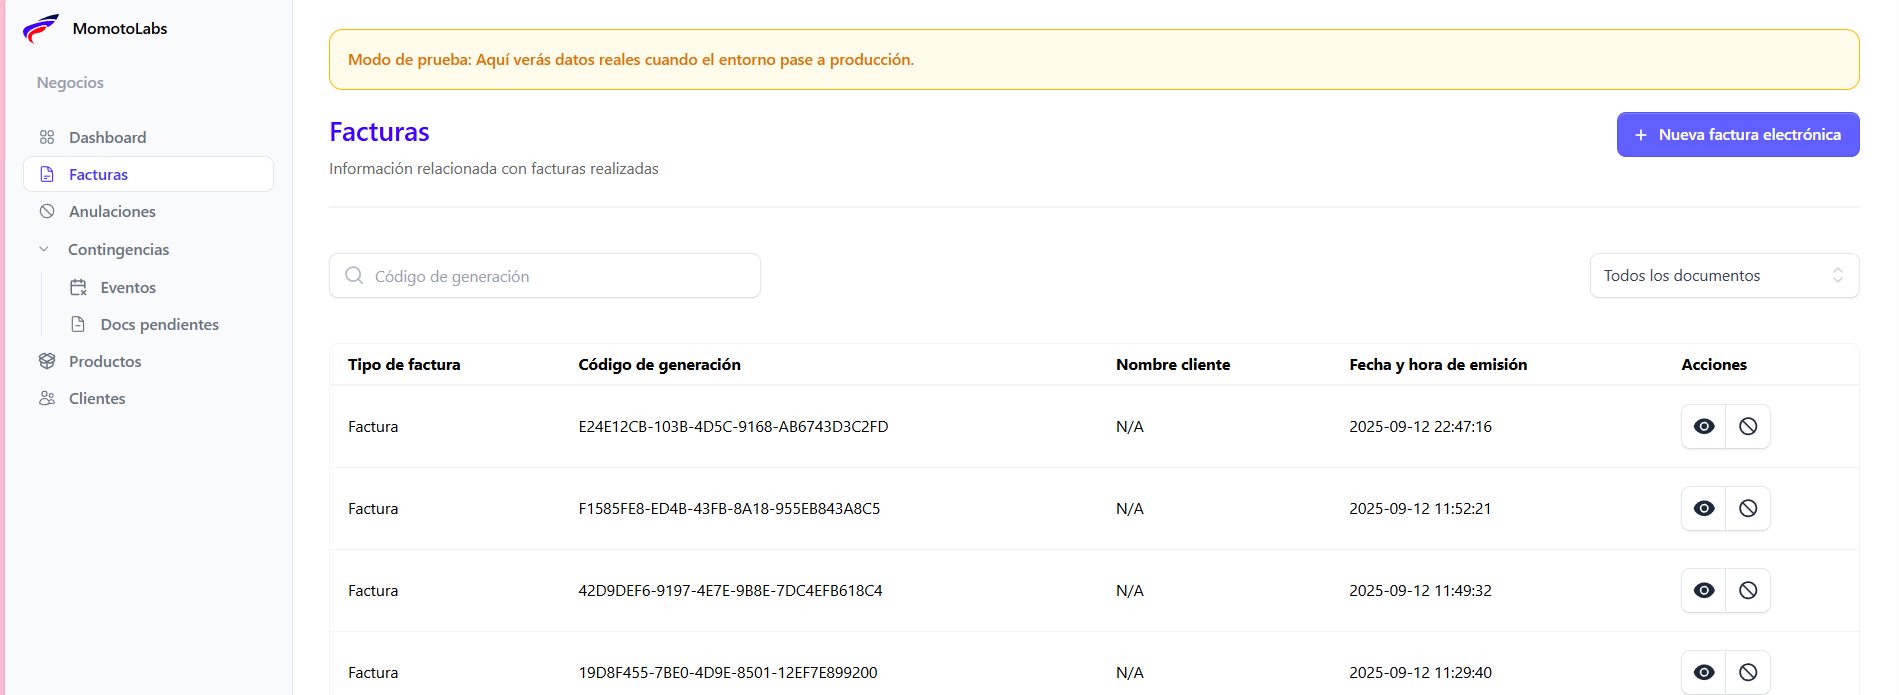 MomotoLabs
Negocios
Dashboard
Facturas
Anulaciones
Contingencias
Eventos
Docs pendientes
Productos
Clientes
Modo de prueba: Aquí verás datos reales cuando el entorno pase a producción.
Facturas
+ Nueva factura electrónica
Información relacionada con facturas realizadas
Código de generación
Todos los documentos
Tipo de factura Código de generación Nombre cliente Fecha y hora de emisión Acciones
Factura E24E12CB-103B-4D5C-9168-AB6743D3C2FD N/A 2025-09-12 22:47:16
Factura F1585FE8-ED4B-43FB-8A18-955EB843A8C5 N/A 2025-09-12 11:52:21
Factura 42D9DEF6-9197-4E7E-9B8E-7DC4EFB618C4 N/A 2025-09-12 11:49:32
Factura 19D8F455-7BE0-4D9E-8501-12EF7E899200 N/A 2025-09-12 11:29:40